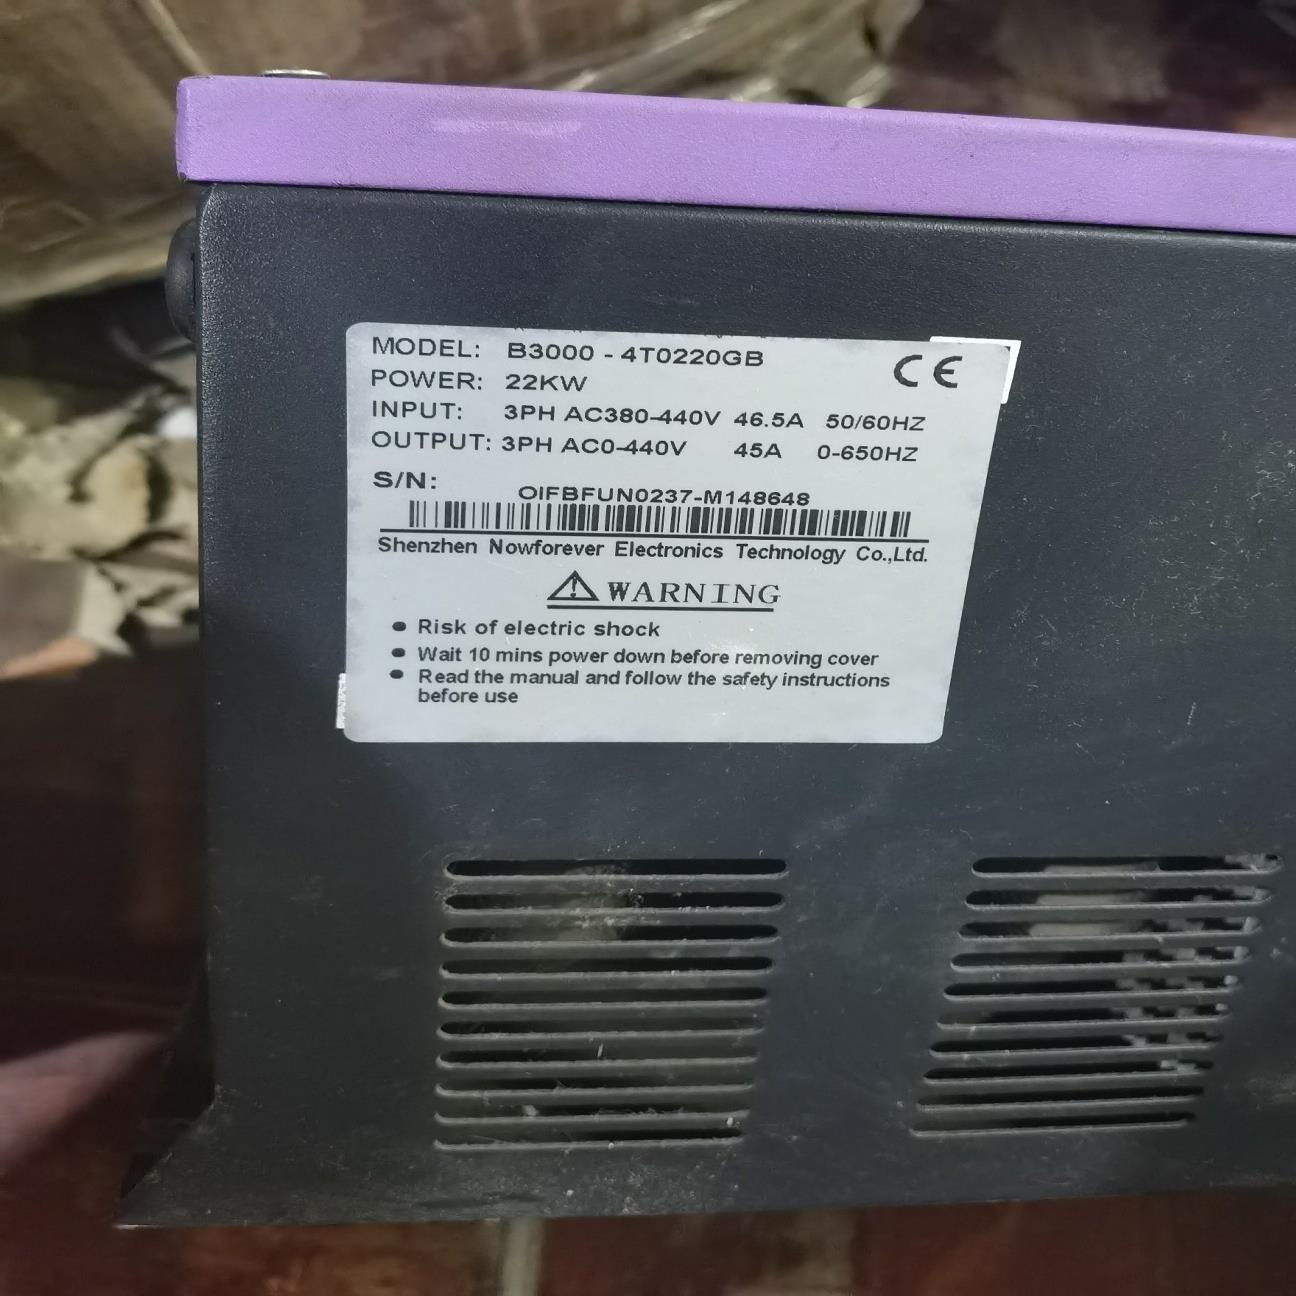 MODEL: B3000 - 4T0220GB
CE
POWER: 22KW
INPUT: 3PH AC380-440V 46.5A 50/60HZ
OUTPUT: 3PH AC0-440V 45A 0-650HZ
S/N: OIFBFUN0237-M148648
Shenzhen Nowforever Electronics Technology Co.,Ltd.
WARNING
• Risk of electric shock
• Wait 10 mins power down before removing cover
• Read the manual and follow the safety instructions
before use